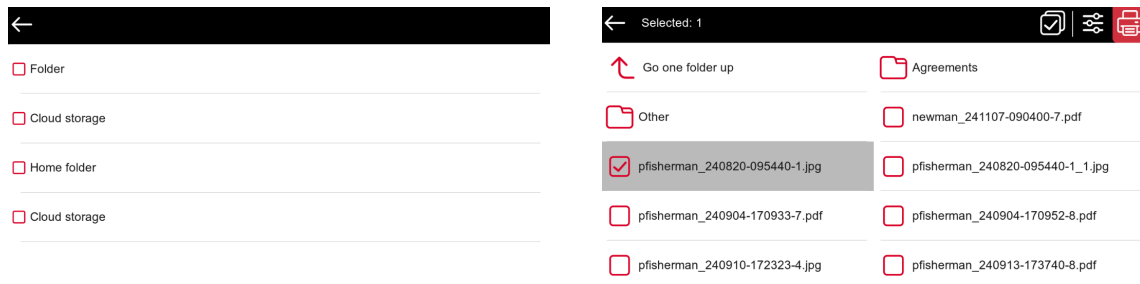 Folder
Cloud storage
Home folder
Cloud storage
Selected: 1
Go one folder up
Agreements
Other
newman_241107-090400-7.pdf
pfisherman_240820-095440-1.jpg
pfisherman_240820-095440-1_1.jpg
pfisherman_240904-170933-7.pdf
pfisherman_240904-170952-8.pdf
pfisherman_240910-172323-4.jpg
pfisherman_240913-173740-8.pdf